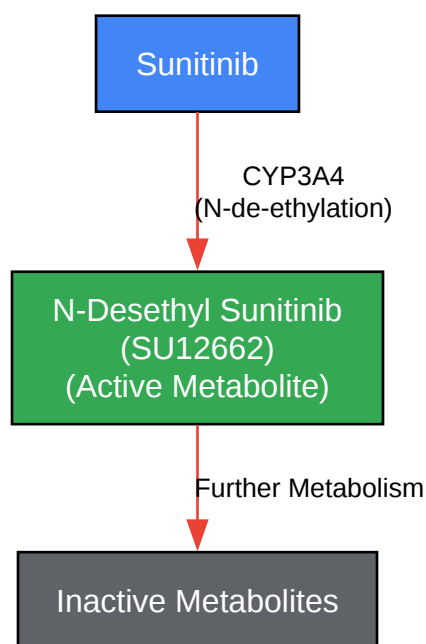 Sunitinib
CYP3A4
(N-de-ethylation)
N-Desethyl Sunitinib
(SU12662)
(Active Metabolite)
Further Metabolism
Inactive Metabolites